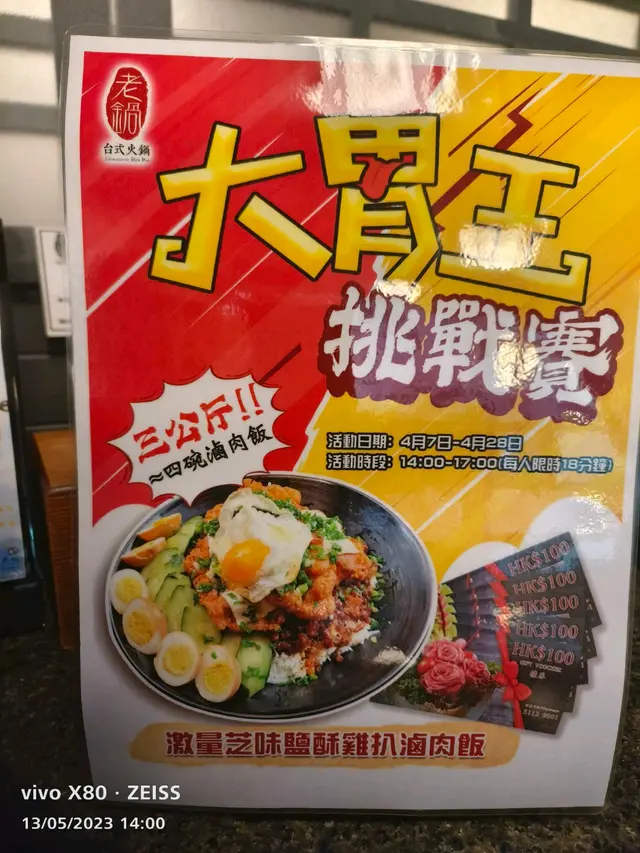 老鍋
台式火鍋
大胃王
挑戰賽
三公斤!!
~四碗滷肉飯
活動日期: 4月7日-4月28日
活動時段: 14:00-17:00(每人限時18分鐘)
HK$100
HK$100
HK$100
HK$100
HK$100
GIFT VOUCHER
激量芝味鹽酥雞扒滷肉飯
vivo X80 · ZEISS
13/05/2023 14:00